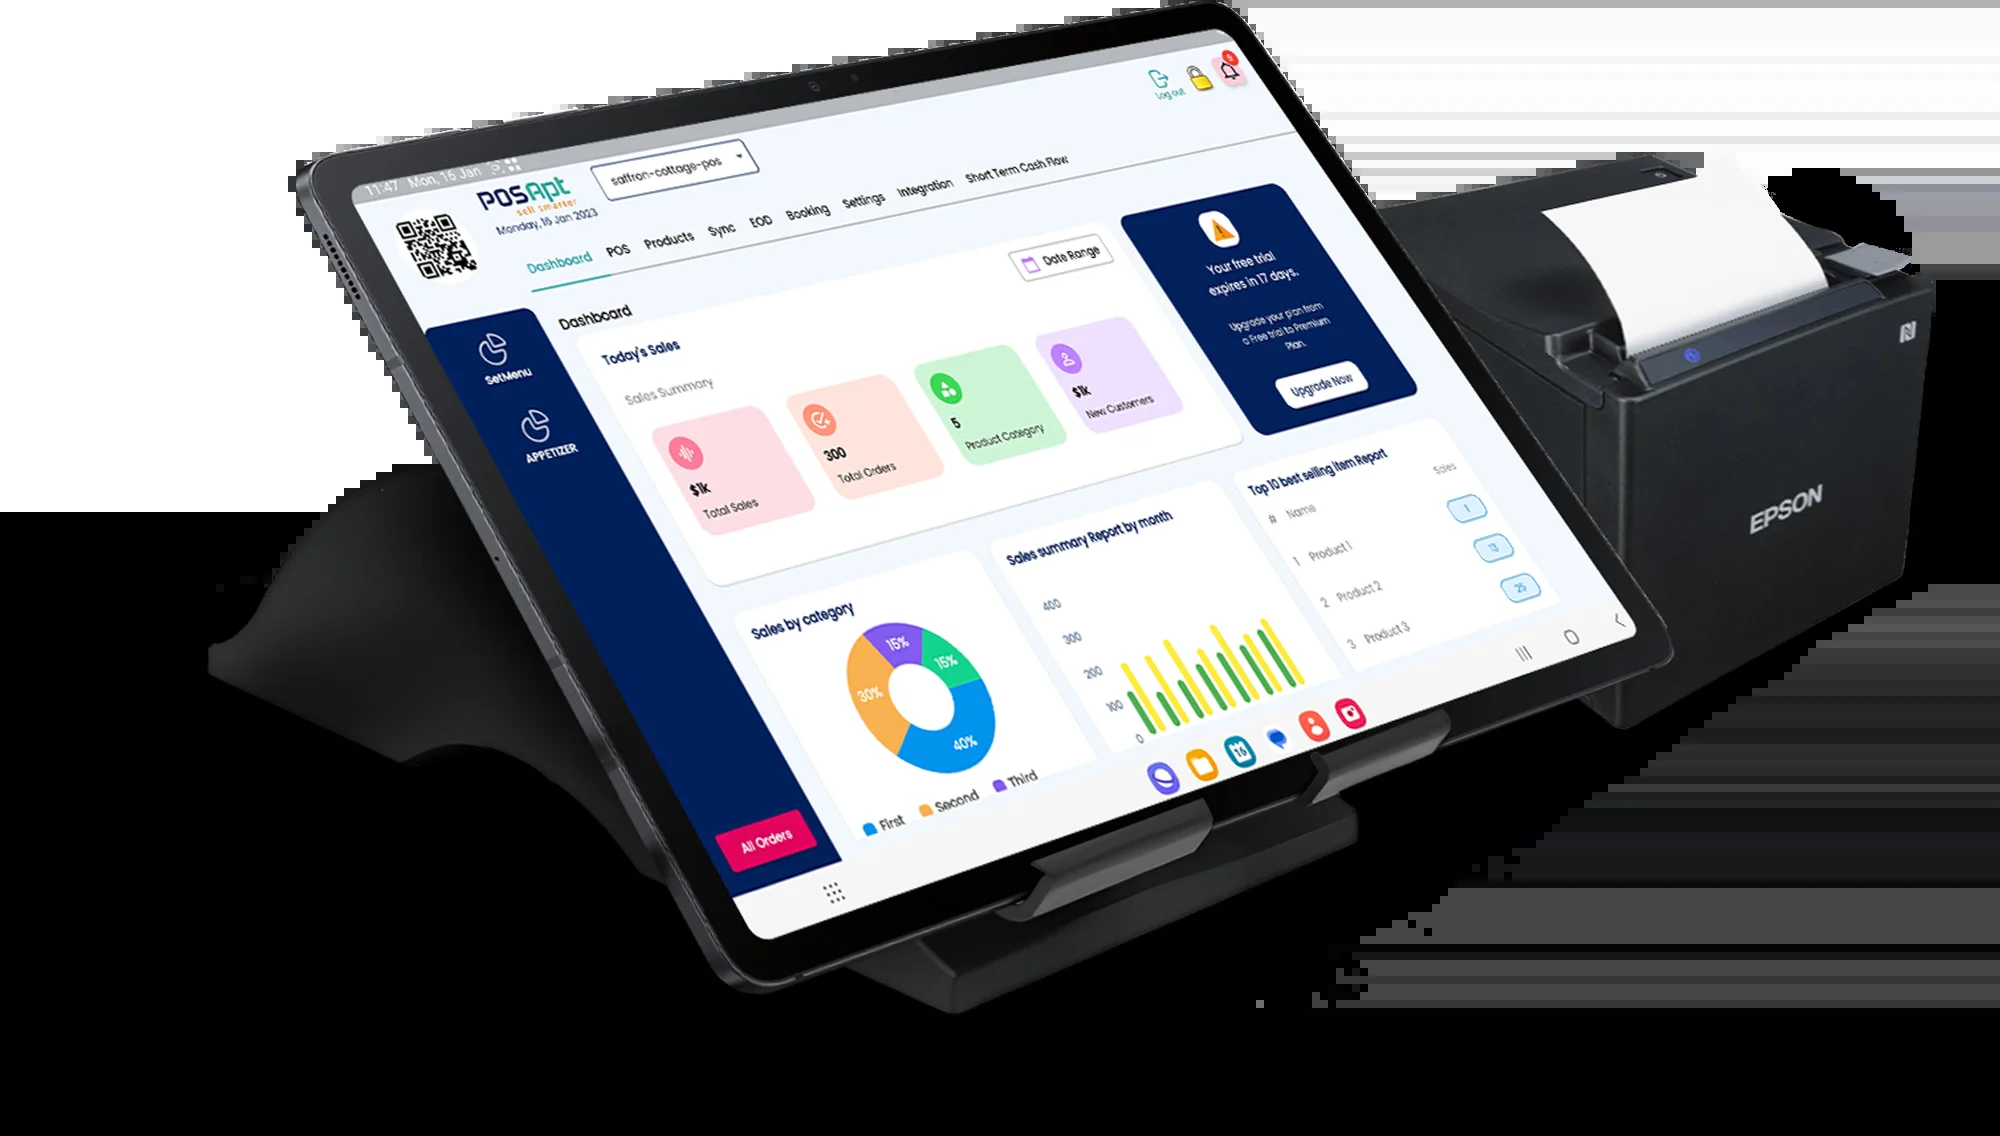 11:47 Mon, 16 Jan
POSApt
sell smarter
Monday, 16 Jan 2023
saffron-cottage-pos
Log out
Dashboard POS Products Sync EOD Booking Settings Integration Short Term Cash Flow
SetMenu
APPETIZER
All Orders
Dashboard
Date Range
Today's Sales
Sales Summary
$1k
Total Sales
300
Total Orders
5
Product Category
$1k
New Customers
Your free trial
expires in 17 days.
Upgrade your plan from
a Free trial to Premium
Plan.
Upgrade Now
Sales by category
15%
15%
30%
40%
First Second Third
Sales summary Report by month
400
300
200
100
0
Top 10 best selling item Report
# Name Sales
1 Product 1 1
2 Product 2 13
3 Product 3 25
16
EPSON